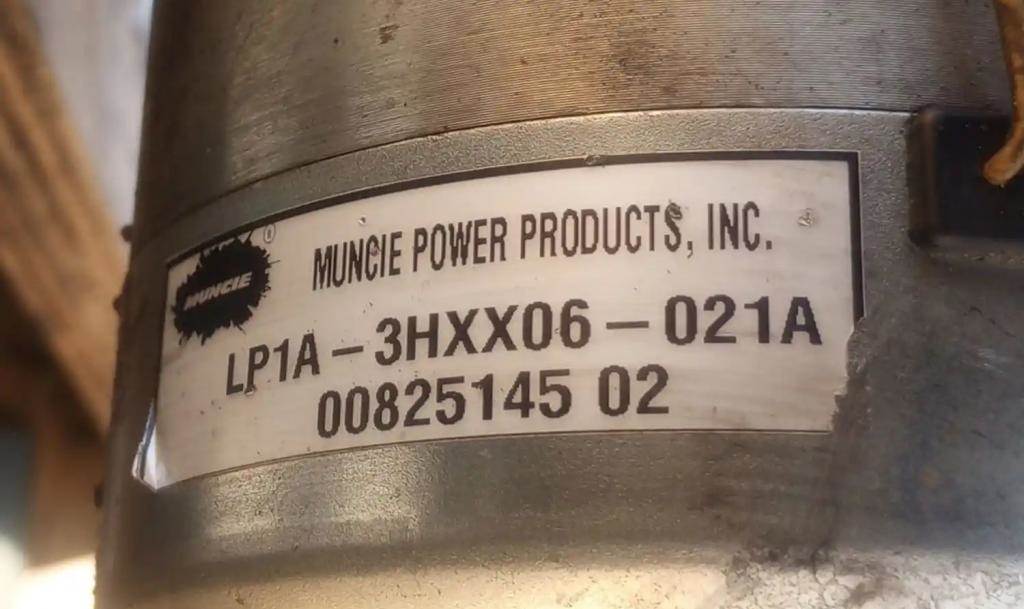 MUNCIE ®
MUNCIE POWER PRODUCTS, INC.
LP1A - 3HXX06 - 021A
00825145 02